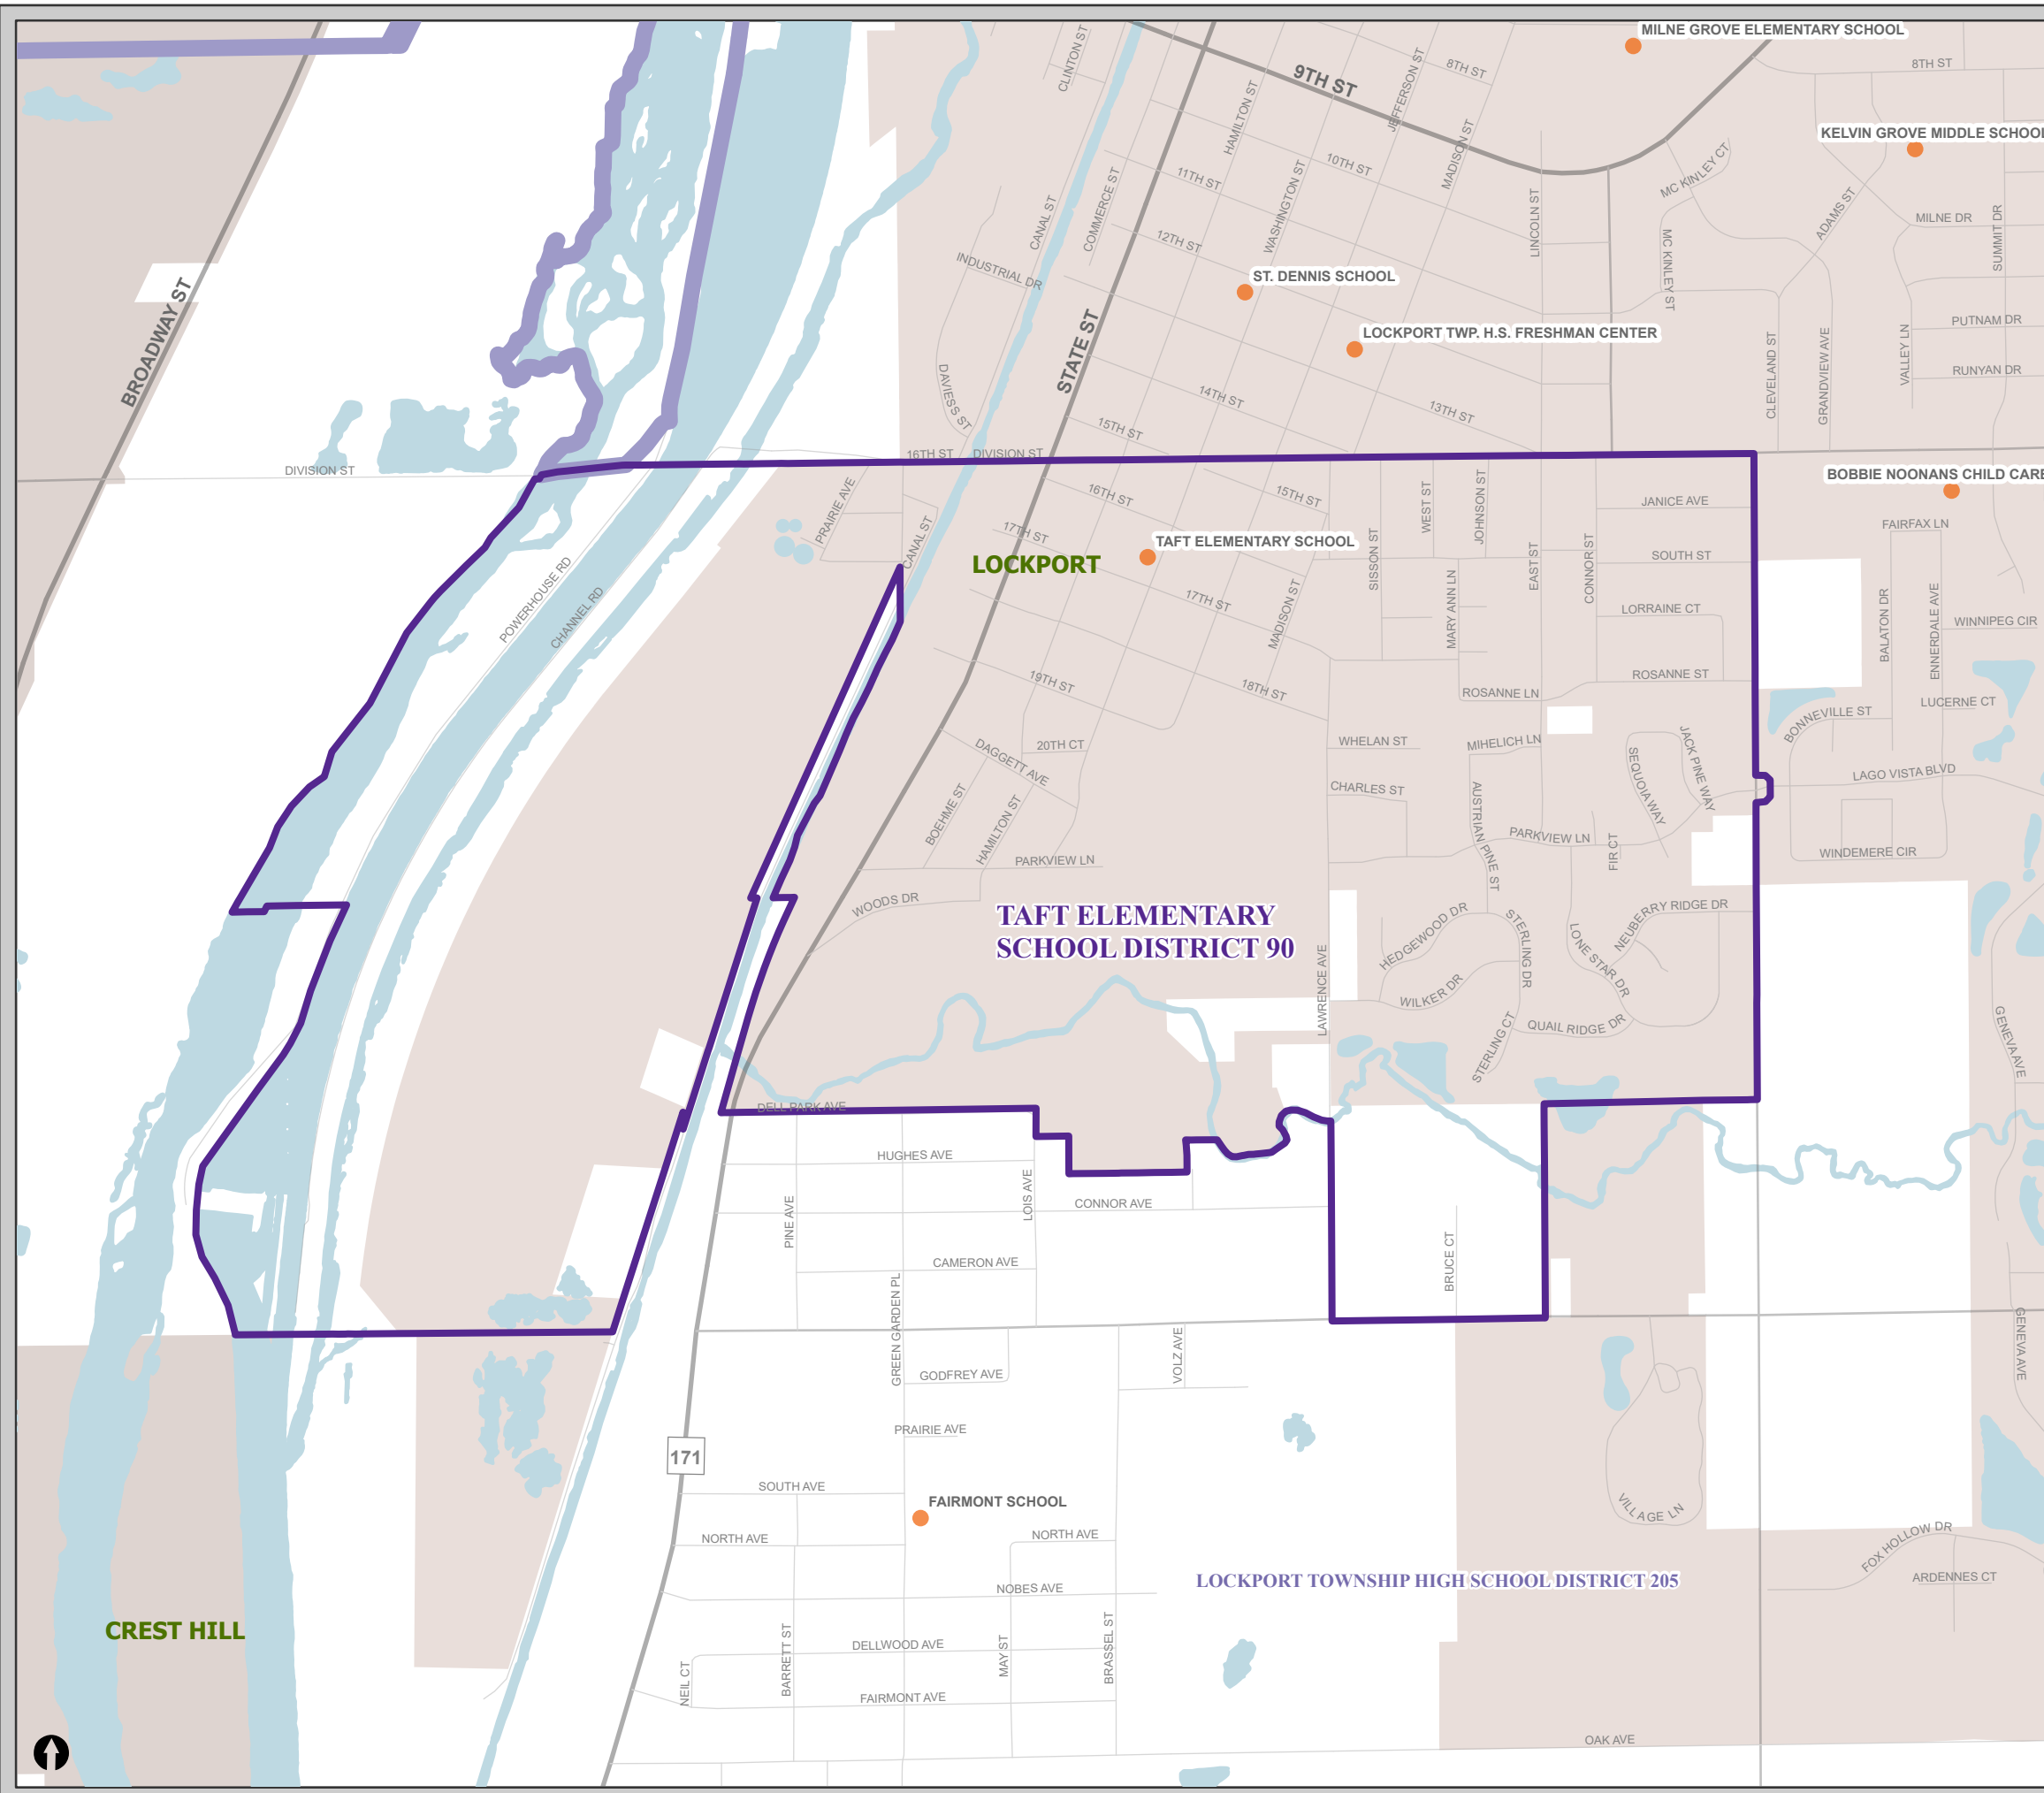 MILNE GROVE ELEMENTARY SCHOOL
CLINTON ST
9TH ST
8TH ST
JEFFERSON ST
8TH ST
HAMILTON ST
MADISON ST
KELVIN GROVE MIDDLE SCHOOL
10TH ST
11TH ST
MC KINLEY CT
WASHINGTON ST
COMMERCE ST
CANAL ST
LINCOLN ST
ADAMS ST
MILNE DR
SUMMIT DR
12TH ST
MC KINLEY ST
INDUSTRIAL DR
ST. DENNIS SCHOOL
BROADWAY ST
STATE ST
LOCKPORT TWP. H.S. FRESHMAN CENTER
PUTNAM DR
CLEVELAND ST
GRANDVIEW AVE
VALLEY LN
RUNYAN DR
DAVIESS ST
14TH ST
13TH ST
15TH ST
16TH ST
DIVISION ST
DIVISION ST
BOBBIE NOONANS CHILD CARE
PRAIRIE AVE
16TH ST
15TH ST
WEST ST
JOHNSON ST
JANICE AVE
FAIRFAX LN
17TH ST
CANAL ST
TAFT ELEMENTARY SCHOOL
LOCKPORT
SISSON ST
EAST ST
CONNOR ST
SOUTH ST
POWERHOUSE RD
CHANNEL RD
17TH ST
MADISON ST
MARY ANN LN
LORRAINE CT
BALATON DR
ENNERDALE AVE
WINNIPEG CIR
19TH ST
18TH ST
ROSANNE LN
ROSANNE ST
LUCERNE CT
BONNEVILLE ST
20TH CT
DAGGETT AVE
WHELAN ST
MIHELICH LN
SEQUOIA WAY
JACK PINE WAY
LAGO VISTA BLVD
CHARLES ST
AUSTRIAN PINE ST
BOEHME ST
HAMILTON ST
PARKVIEW LN
PARKVIEW LN
FIR CT
WINDEMERE CIR
WOODS DR
TAFT ELEMENTARY
SCHOOL DISTRICT 90
HEDGEWOOD DR
STERLING DR
LONE STAR DR
NEUBERRY RIDGE DR
LAWRENCE AVE
WILKER DR
QUAIL RIDGE DR
STERLING CT
GENEVA AVE
DELL PARK AVE
HUGHES AVE
PINE AVE
LOIS AVE
CONNOR AVE
CAMERON AVE
BRUCE CT
GREEN GARDEN PL
GENEVA AVE
VOLZ AVE
GODFREY AVE
PRAIRIE AVE
171
SOUTH AVE
FAIRMONT SCHOOL
VILLAGE LN
NORTH AVE
NORTH AVE
FOX HOLLOW DR
LOCKPORT TOWNSHIP HIGH SCHOOL DISTRICT 205
ARDENNES CT
NOBES AVE
CREST HILL
BARRETT ST
DELLWOOD AVE
MAY ST
BRASSEL ST
NEIL CT
FAIRMONT AVE
OAK AVE